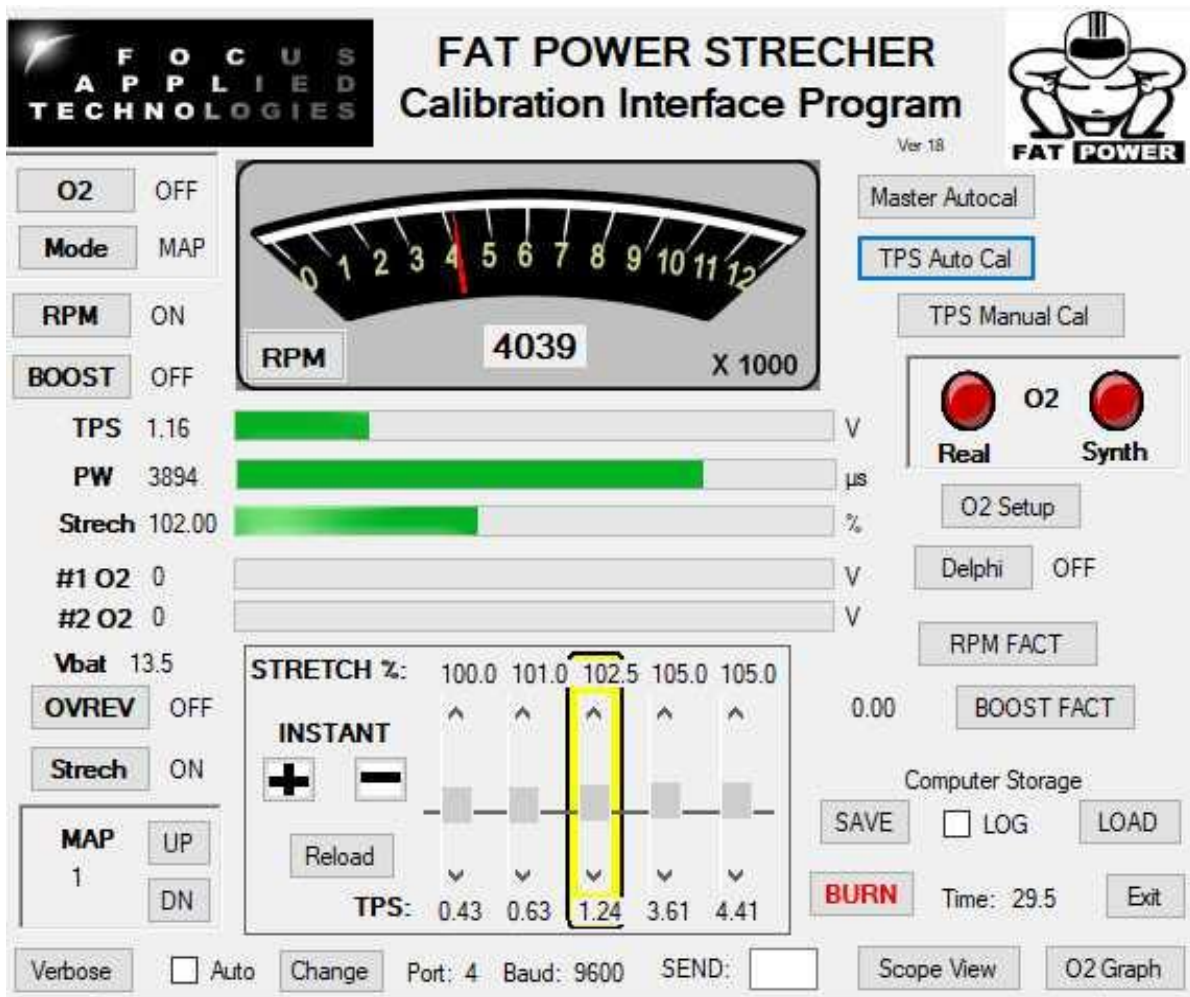 FOCUS
APPLIED
TECHNOLOGIES
FAT POWER STRECHER
Calibration Interface Program
Ver 18
FAT POWER
O2 OFF
Mode MAP
RPM ON
BOOST OFF
0 1 2 3 4 5 6 7 8 9 10 11 12
RPM 4039 X 1000
Master Autocal
TPS Auto Cal
TPS Manual Cal
O2
Real Synth
TPS 1.16 V
PW 3894 µs
Strech 102.00 %
#1 O2 0 V
#2 O2 0 V
O2 Setup
Delphi OFF
RPM FACT
0.00 BOOST FACT
Vbat 13.5
OVREV OFF
Strech ON
MAP UP
1
DN
STRETCH %: 100.0 101.0 102.5 105.0 105.0
INSTANT
+ −
Reload
TPS: 0.43 0.63 1.24 3.61 4.41
Computer Storage
SAVE LOG LOAD
BURN Time: 29.5 Exit
Verbose Auto Change Port: 4 Baud: 9600 SEND: Scope View O2 Graph